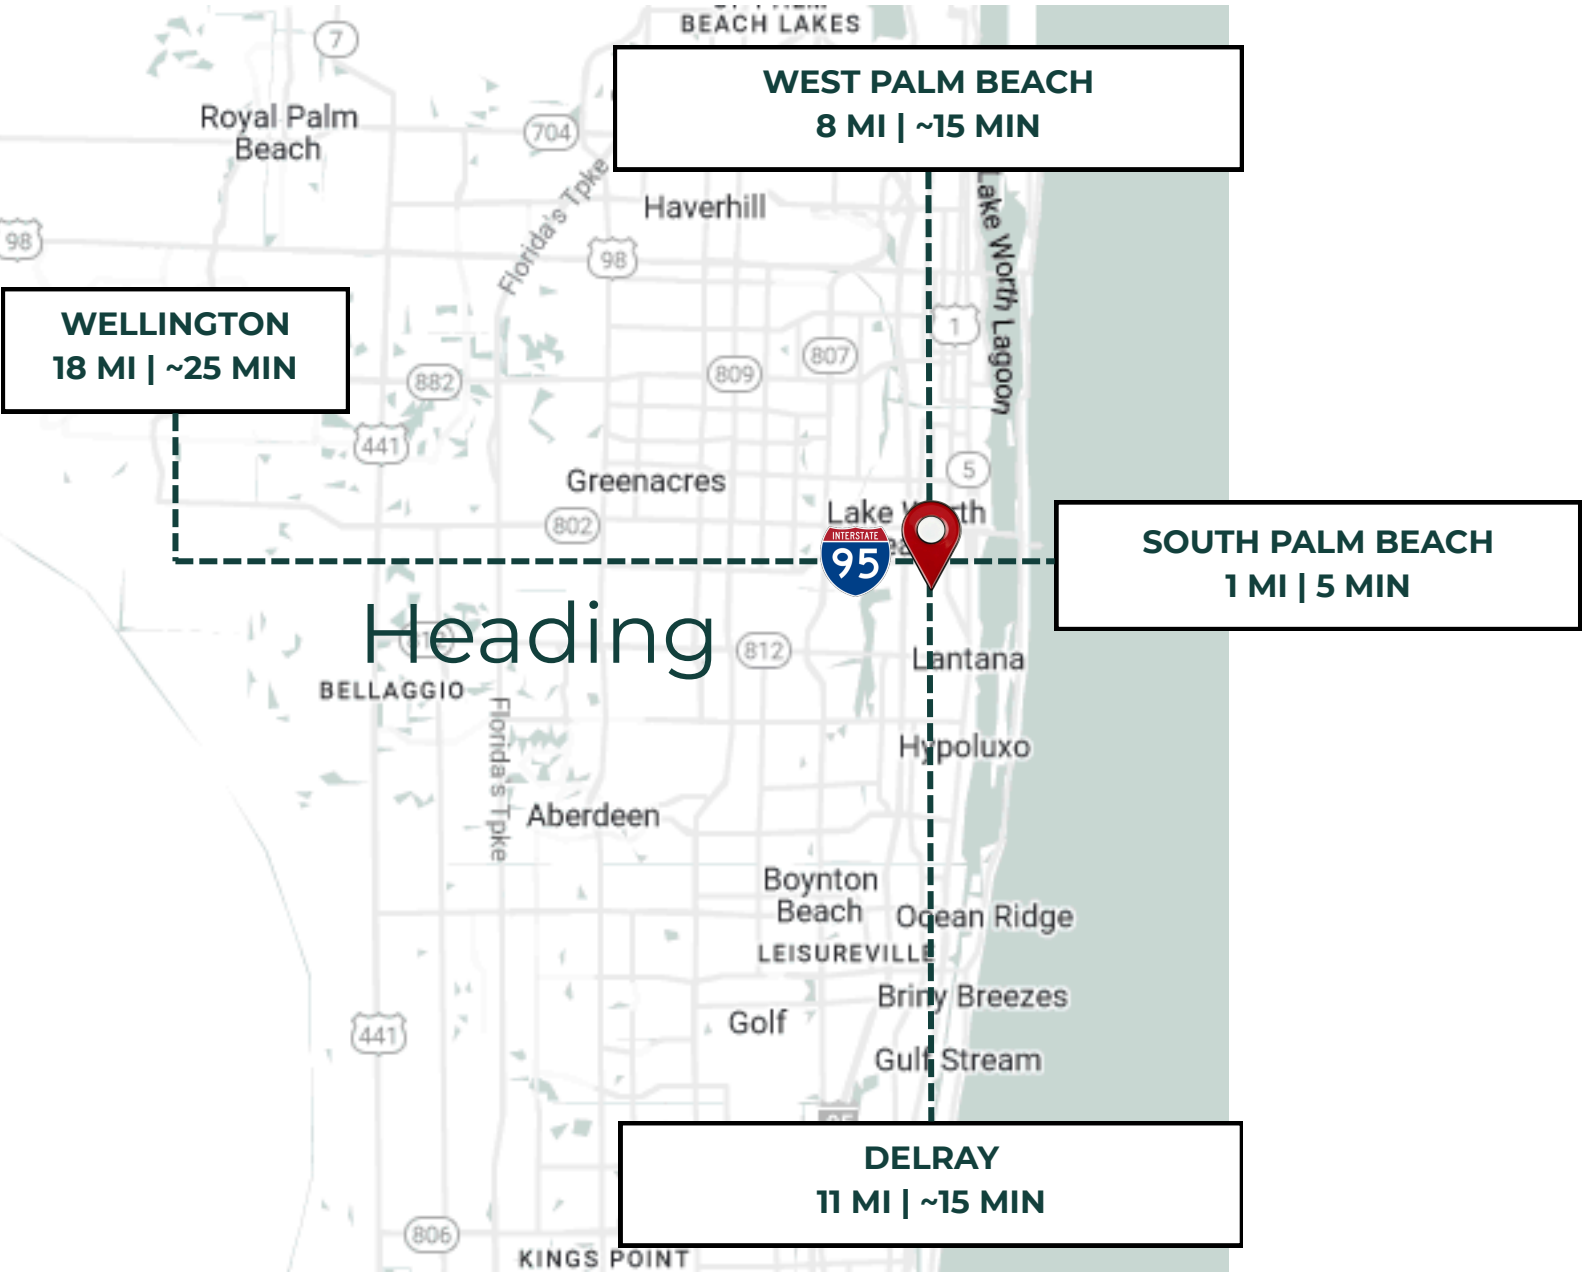 BEACH LAKES
7
WEST PALM BEACH
8 MI | ~15 MIN
Royal Palm
Beach
704
Florida's Tpke
Haverhill
Lake Worth Lagoon
98
98
WELLINGTON
18 MI | ~25 MIN
1
807
809
882
441
5
Greenacres
Lake W rth
802
INTERSTATE
95
SOUTH PALM BEACH
1 MI | 5 MIN
Heading
812
Lantana
BELLAGGIO
Florida's Tpke
Hypoluxo
Aberdeen
Boynton
Beach
Ocean Ridge
LEISUREVILLE
Briny Breezes
Golf
441
Gulf Stream
DELRAY
11 MI | ~15 MIN
806
KINGS POINT